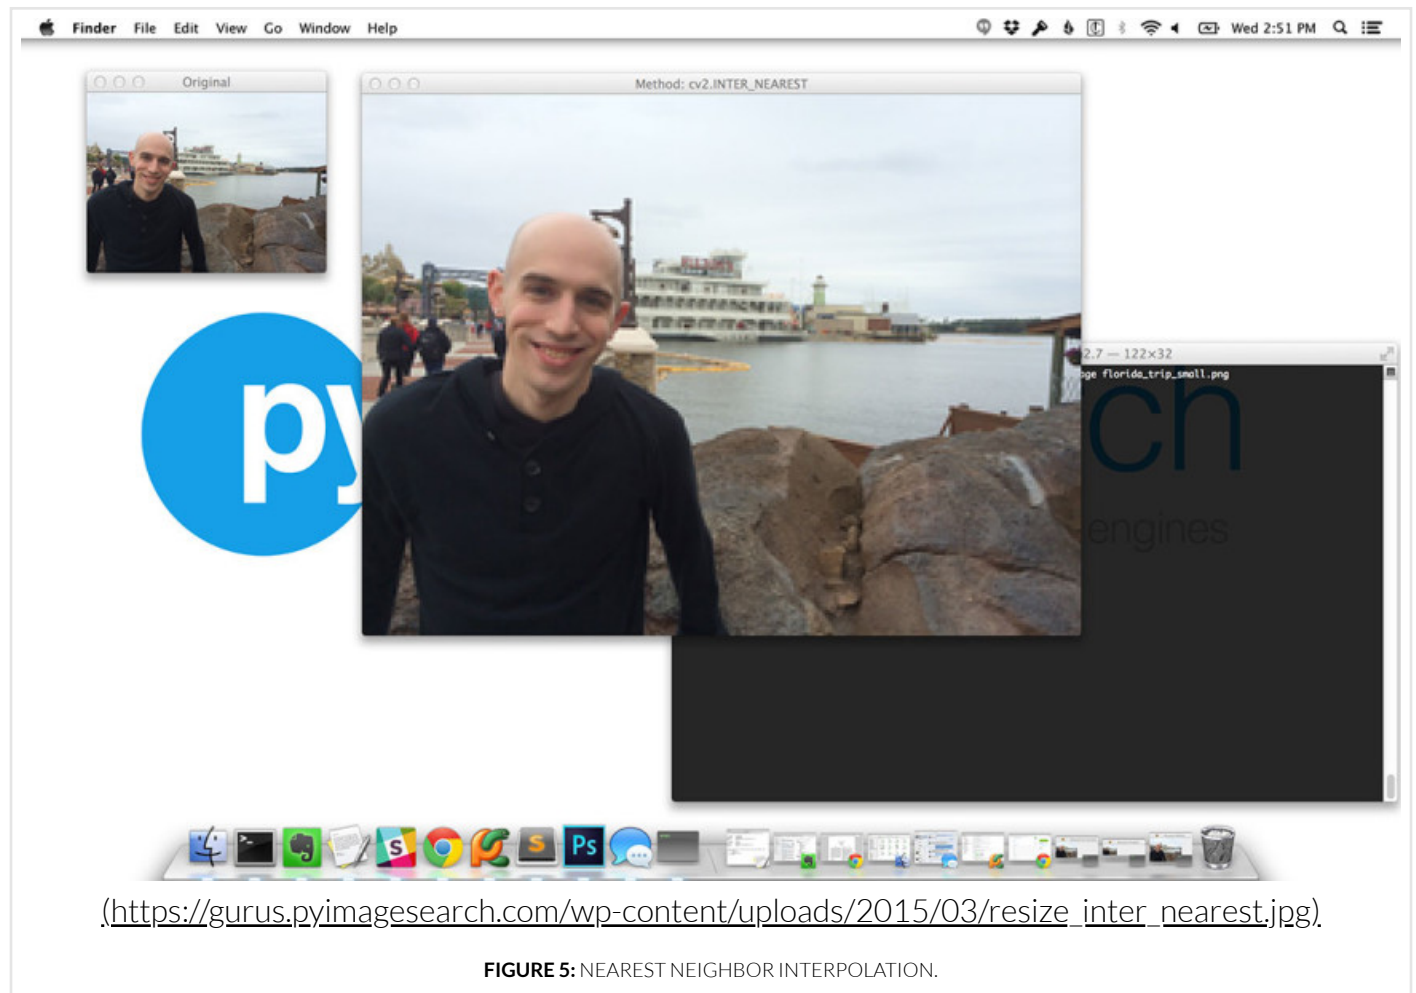 Finder File Edit View Go Window Help Wed 2:51 PM
Original
Method: cv2.INTER_NEAREST
2.7 — 122×32
florida_trip_small.png
py
ch
engines
S
S
Ps
(https://gurus.pyimagesearch.com/wp-content/uploads/2015/03/resize_inter_nearest.jpg)
FIGURE 5: NEAREST NEIGHBOR INTERPOLATION.